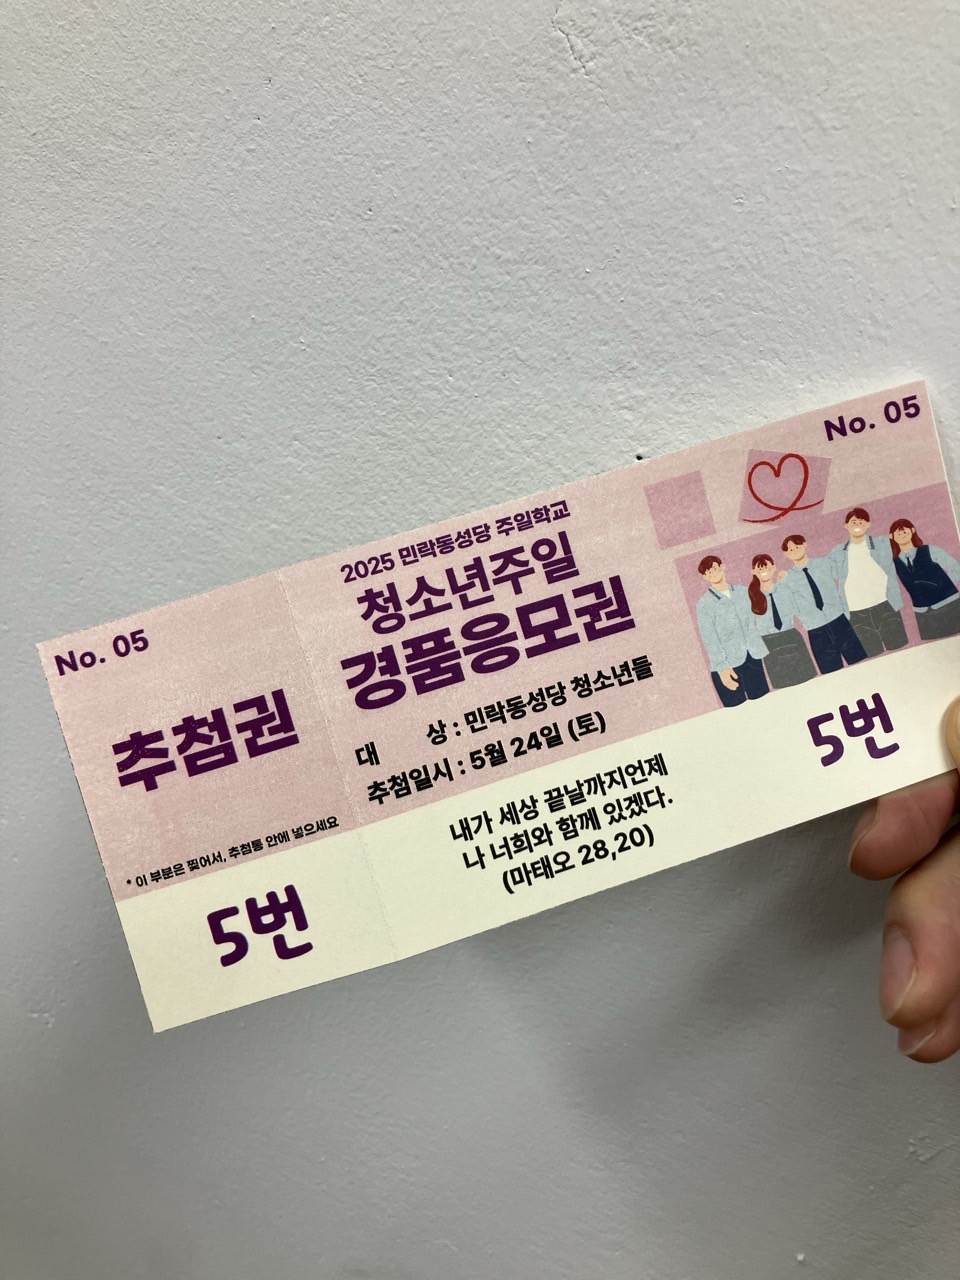 No. 05
추첨권
* 이 부분은 찢어서, 추첨통 안에 넣으세요
5번
No. 05
2025 민락동성당 주일학교
청소년주일
경품응모권
대 상 : 민락동성당 청소년들
추첨일시 : 5월 24일 (토)
내가 세상 끝날까지언제
나 너희와 함께 있겠다.
(마태오 28,20)
5번